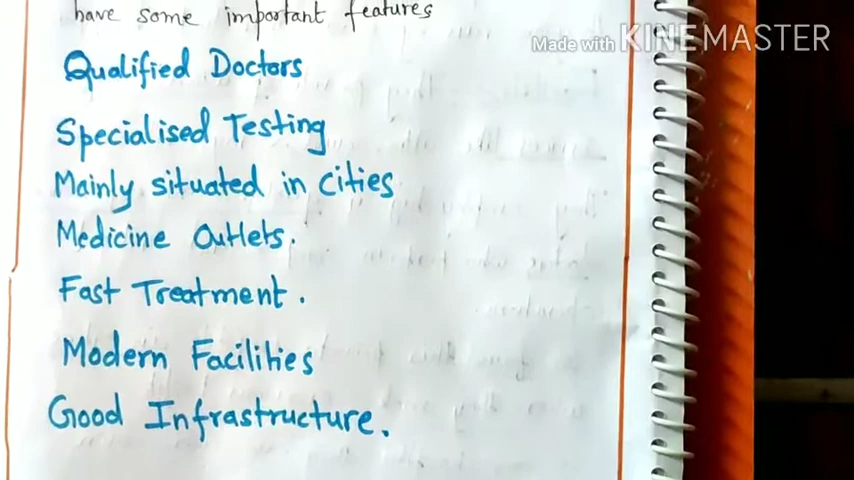 have some important features
Made with KINEMASTER
Qualified Doctors
Specialised Testing
Mainly situated in cities
Medicine Outlets.
Fast Treatment.
Modern Facilities
Good Infrastructure.